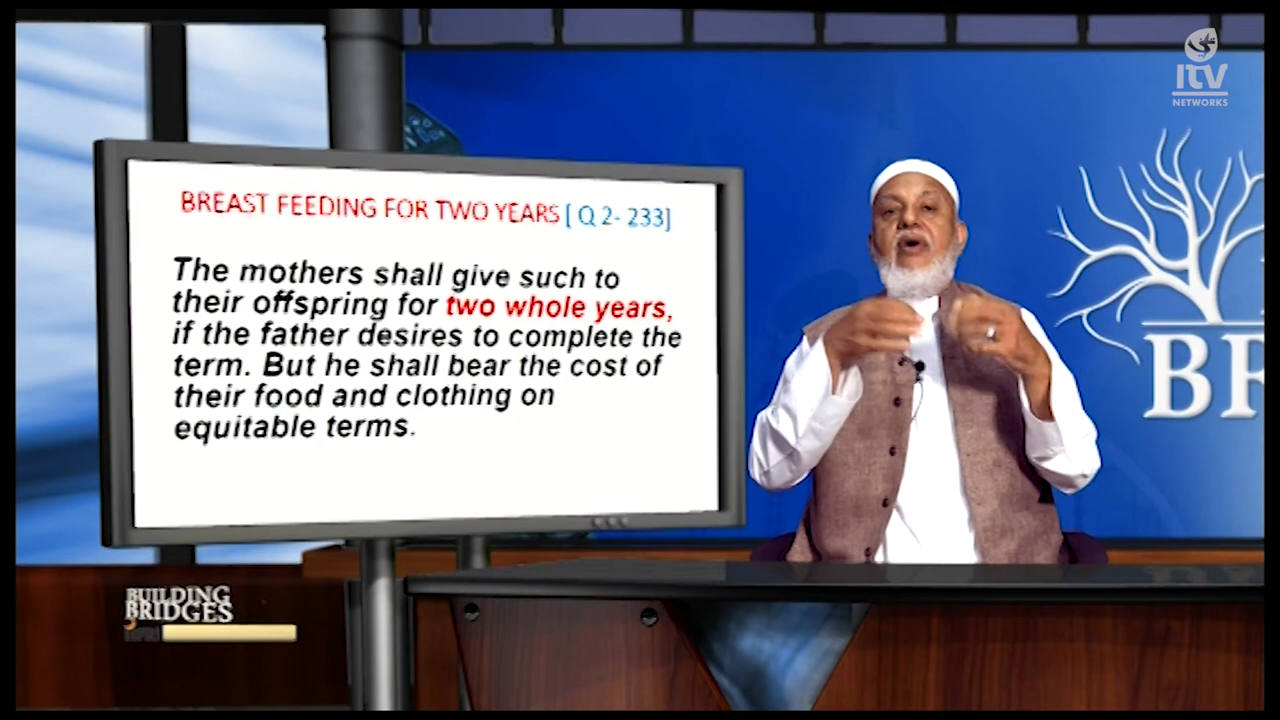 ITV
NETWORKS
BREAST FEEDING FOR TWO YEARS [ Q 2- 233]
The mothers shall give such to
their offspring for two whole years,
if the father desires to complete the
term. But he shall bear the cost of
their food and clothing on
equitable terms.
BR
BUILDING
BRIDGES